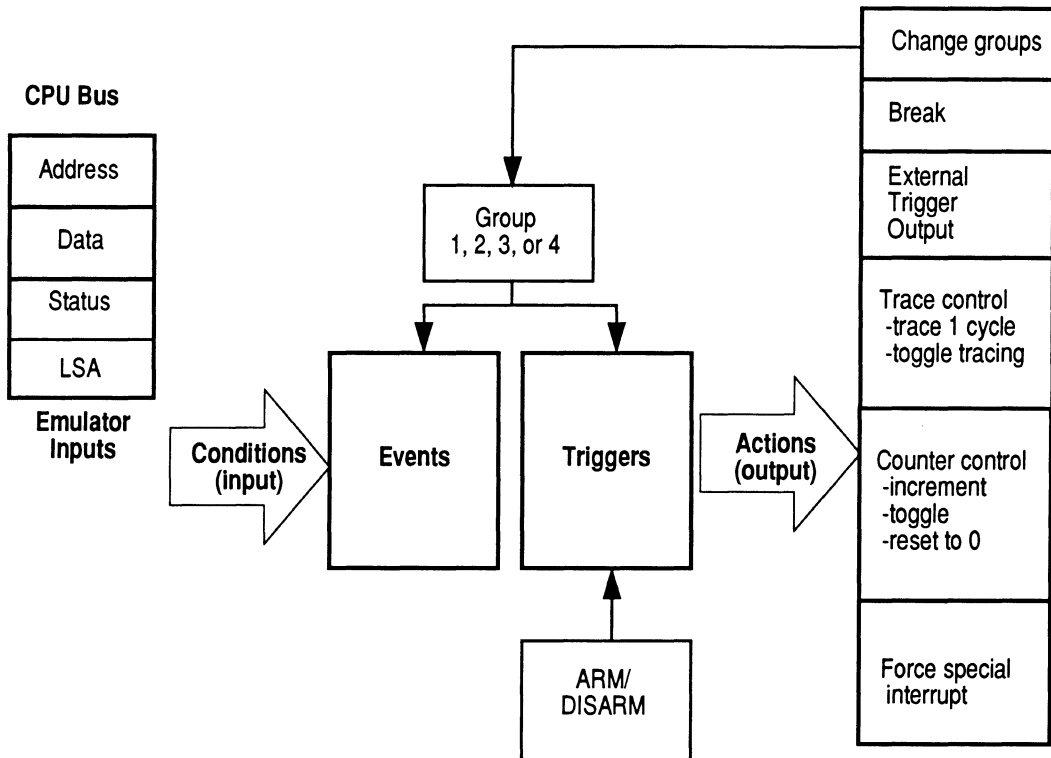 CPU Bus
Address
Data
Status
LSA
Emulator
Inputs
Conditions
(input)
Group
1, 2, 3, or 4
Events
Triggers
ARM/
DISARM
Actions
(output)
Change groups
Break
External
Trigger
Output
Trace control
-trace 1 cycle
-toggle tracing
Counter control
-increment
-toggle
-reset to 0
Force special
interrupt